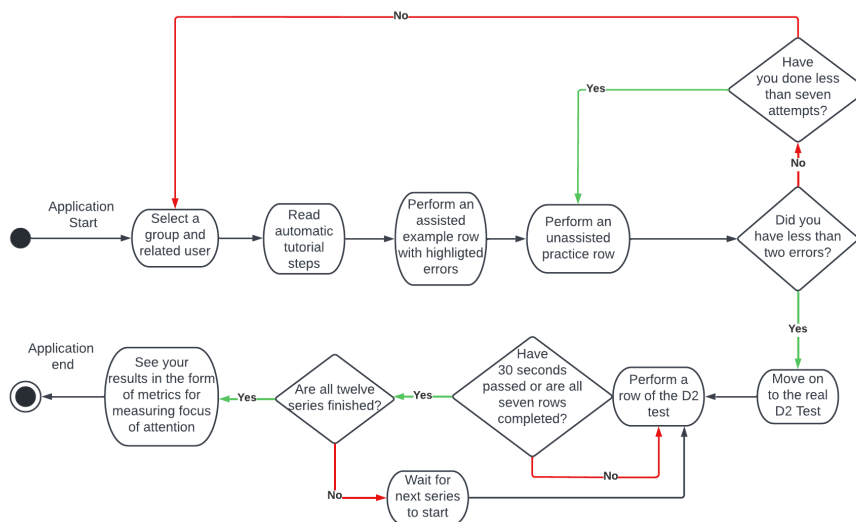 No
Have
you done less
than seven
attempts?
Yes
No
Application
Start
Select a
group and
related user
Read
automatic
tutorial
steps
Perform an
assisted
example row
with highligted
errors
Perform an
unassisted
practice row
Did you
have less than
two errors?
Yes
Application
end
See your
results in the form
of metrics for
measuring focus
of attention
Yes
Are all twelve
series finished?
Yes
Have
30 seconds
passed or are all
seven rows
completed?
Perform a
row of the D2
test
Move on
to the real
D2 Test
No
No
Wait for
next series
to start